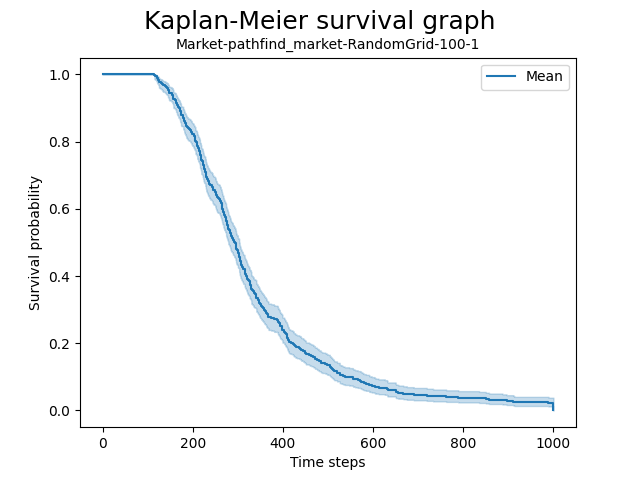 Kaplan-Meier survival graph
Market-pathfind_market-RandomGrid-100-1
Mean
Survival probability
1.0
0.8
0.6
0.4
0.2
0.0
0 200 400 600 800 1000
Time steps